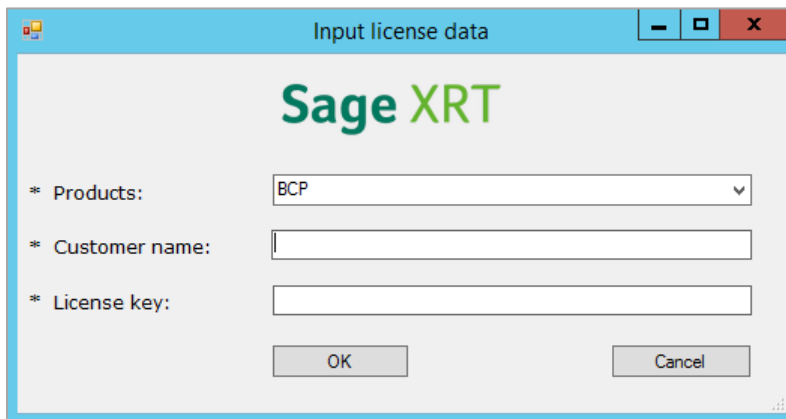 Input license data
Sage XRT
* Products:
BCP
* Customer name:
* License key:
OK
Cancel